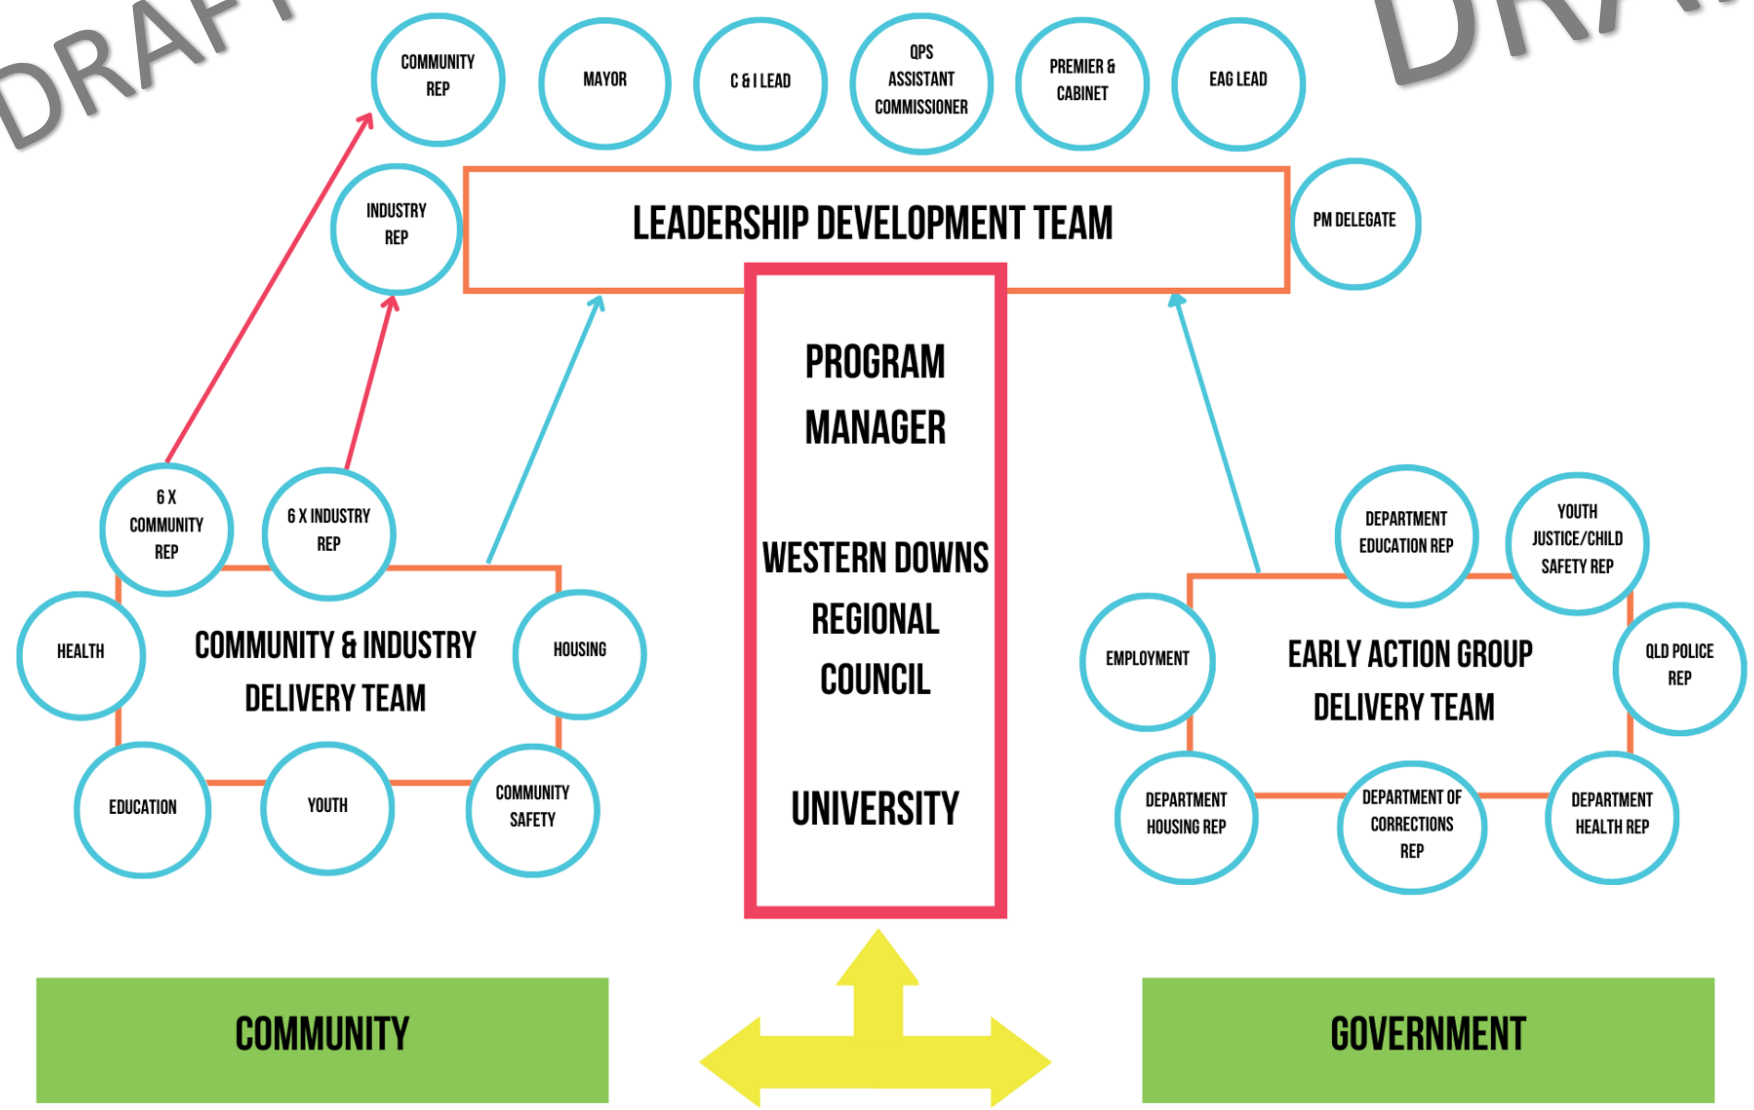 DRAFT
DRA
COMMUNITY
REP
MAYOR
C & I LEAD
QPS
ASSISTANT
COMMISSIONER
PREMIER &
CABINET
EAG LEAD
INDUSTRY
REP
LEADERSHIP DEVELOPMENT TEAM
PM DELEGATE
PROGRAM
MANAGER
WESTERN DOWNS
REGIONAL
COUNCIL
UNIVERSITY
6 X
COMMUNITY
REP
6 X INDUSTRY
REP
HEALTH
COMMUNITY & INDUSTRY
DELIVERY TEAM
HOUSING
EDUCATION
YOUTH
COMMUNITY
SAFETY
DEPARTMENT
EDUCATION REP
YOUTH
JUSTICE/CHILD
SAFETY REP
EMPLOYMENT
EARLY ACTION GROUP
DELIVERY TEAM
QLD POLICE
REP
DEPARTMENT
HOUSING REP
DEPARTMENT OF
CORRECTIONS
REP
DEPARTMENT
HEALTH REP
COMMUNITY
GOVERNMENT